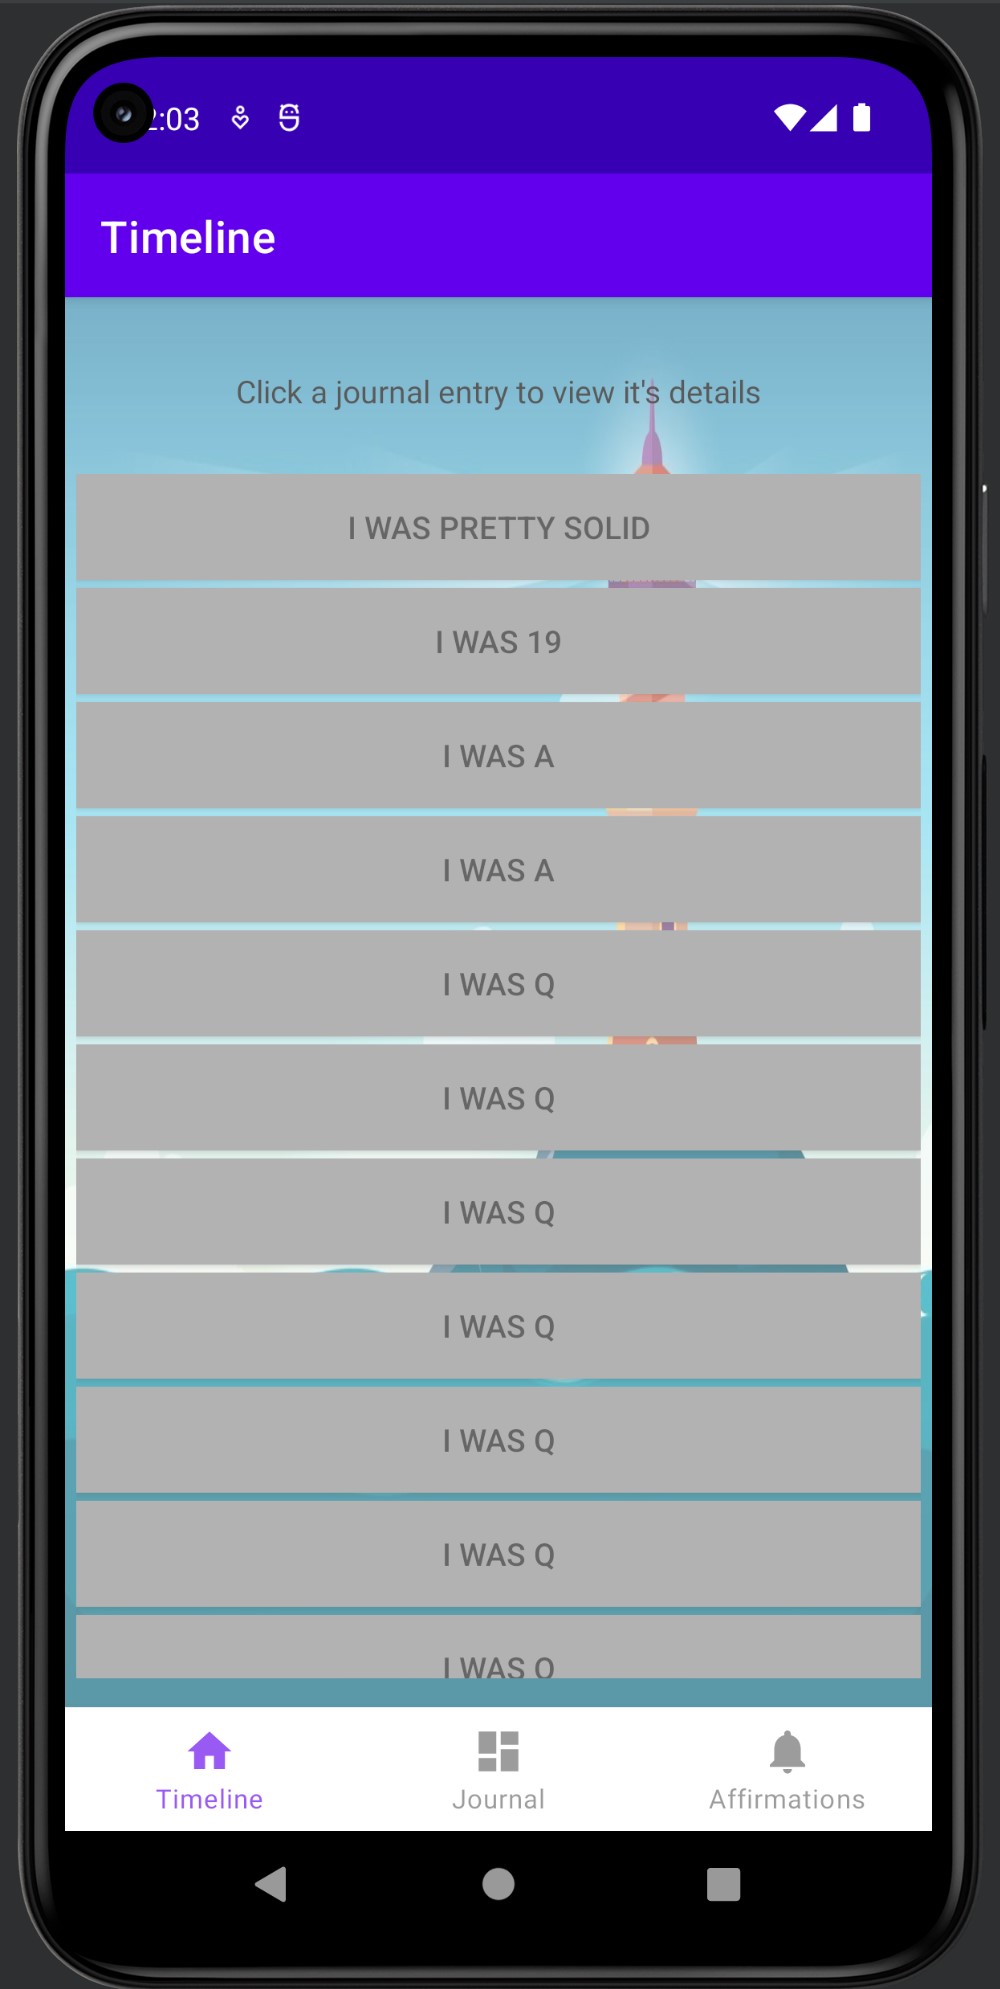 :03
Timeline
Click a journal entry to view it's details
I WAS PRETTY SOLID
I WAS 19
I WAS A
I WAS A
I WAS Q
I WAS Q
I WAS Q
I WAS Q
I WAS Q
I WAS Q
I WAS Q
Timeline
Journal
Affirmations